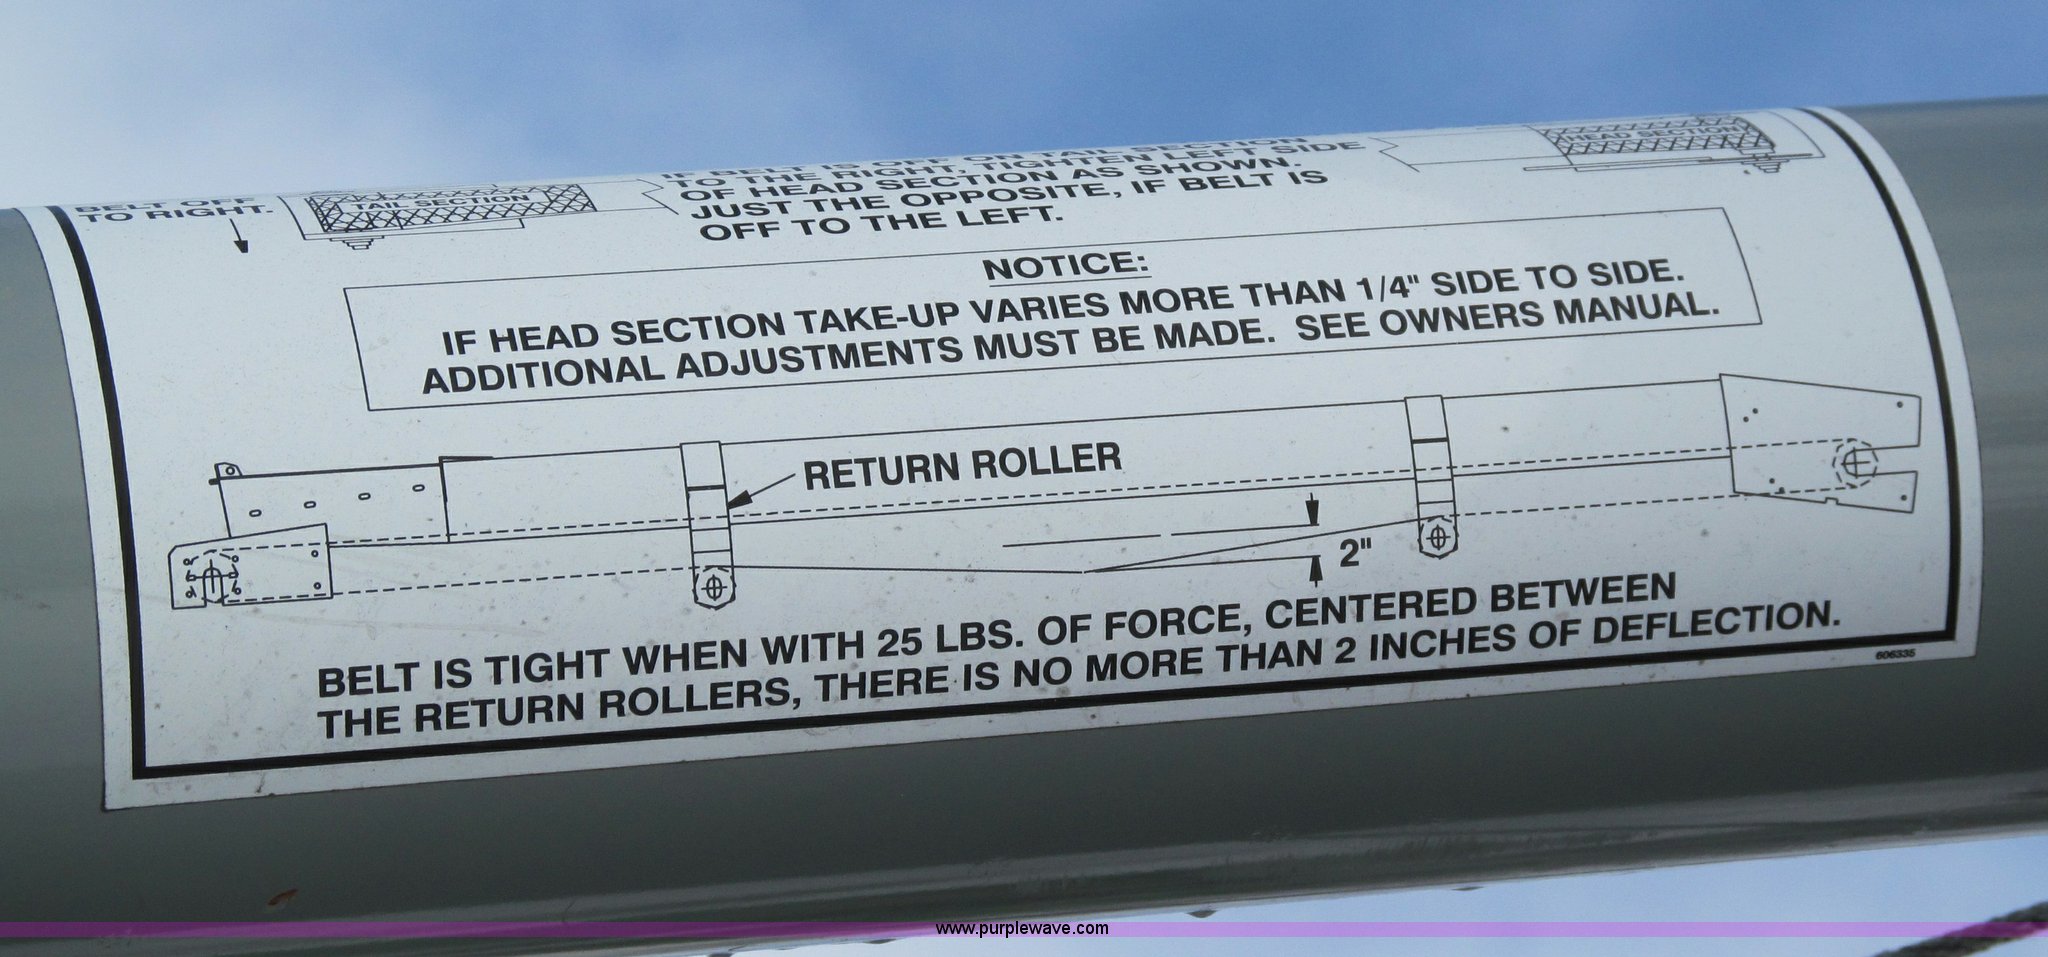 BELT OFF
TO RIGHT.
TAIL SECTION
IF BELT IS OFF ON TAIL SECTION
TO THE RIGHT, TIGHTEN LEFT SIDE
OF HEAD SECTION AS SHOWN.
JUST THE OPPOSITE, IF BELT IS
OFF TO THE LEFT.
HEAD SECTION
NOTICE:
IF HEAD SECTION TAKE-UP VARIES MORE THAN 1/4" SIDE TO SIDE.
ADDITIONAL ADJUSTMENTS MUST BE MADE. SEE OWNERS MANUAL.
RETURN ROLLER
2"
BELT IS TIGHT WHEN WITH 25 LBS. OF FORCE, CENTERED BETWEEN
THE RETURN ROLLERS, THERE IS NO MORE THAN 2 INCHES OF DEFLECTION.
606335
www.purplewave.com